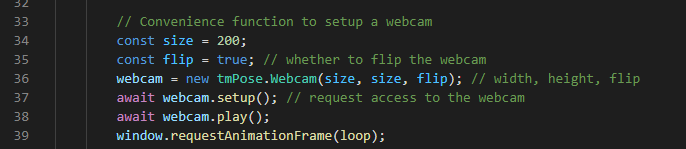 32
33 // Convenience function to setup a webcam
34 const size = 200;
35 const flip = true; // whether to flip the webcam
36 webcam = new tmPose.Webcam(size, size, flip); // width, height, flip
37 await webcam.setup(); // request access to the webcam
38 await webcam.play();
39 window.requestAnimationFrame(loop);